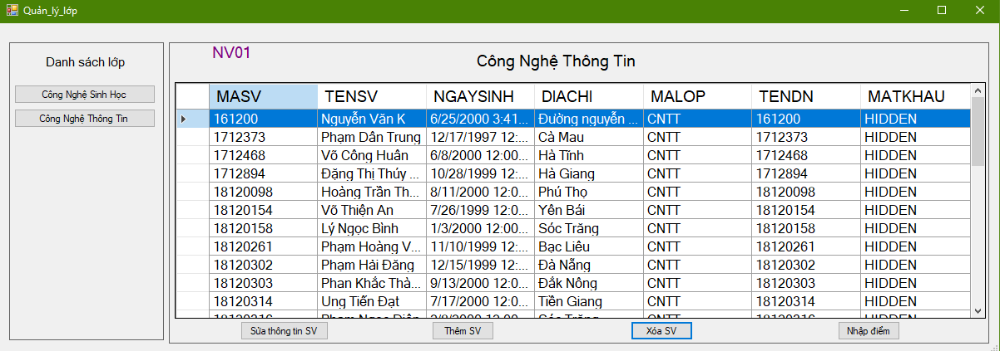 Quản_lý_lớp
Danh sách lớp
Công Nghệ Sinh Học
Công Nghệ Thông Tin
NV01
Công Nghệ Thông Tin
MASV TENSV NGAYSINH DIACHI MALOP TENDN MATKHAU
161200 Nguyễn Văn K 6/25/2000 3:41... Đường nguyễn ... CNTT 161200 HIDDEN
1712373 Phạm Dân Trung 12/17/1997 12:... Cà Mau CNTT 1712373 HIDDEN
1712468 Võ Công Huân 6/8/2000 12:00... Hà Tĩnh CNTT 1712468 HIDDEN
1712894 Đặng Thị Thúy ... 10/28/1999 12:... Hà Giang CNTT 1712894 HIDDEN
18120098 Hoàng Trần Th... 8/11/2000 12:0... Phú Thọ CNTT 18120098 HIDDEN
18120154 Võ Thiện An 7/26/1999 12:0... Yên Bái CNTT 18120154 HIDDEN
18120158 Lý Ngọc Bình 1/3/2000 12:00... Sóc Trăng CNTT 18120158 HIDDEN
18120261 Phạm Hoàng V... 11/10/1999 12:... Bạc Liêu CNTT 18120261 HIDDEN
18120302 Phạm Hải Đăng 12/15/1999 12:... Đà Nẵng CNTT 18120302 HIDDEN
18120303 Phan Khắc Thà... 9/13/2000 12:0... Đắk Nông CNTT 18120303 HIDDEN
18120314 Ung Tiến Đạt 7/17/2000 12:0... Tiền Giang CNTT 18120314 HIDDEN
Sửa thông tin SV Thêm SV Xóa SV Nhập điểm